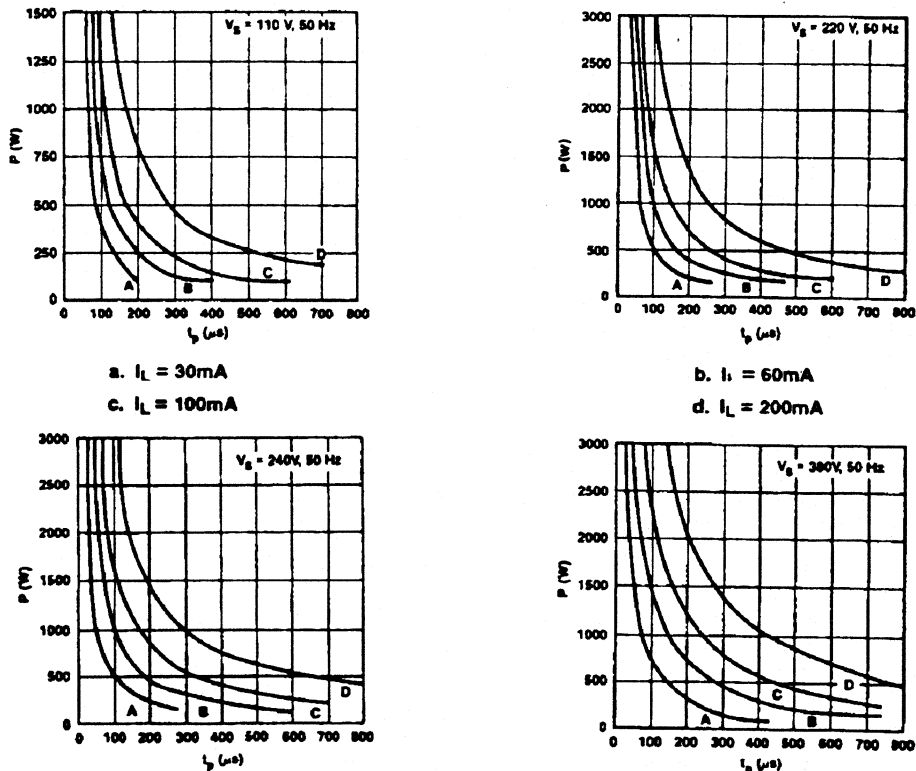 V_S = 110 V, 50 Hz
P (W)
1500
1250
1000
750
500
250
0
A
B
C
D
0 100 200 300 400 500 600 700 800
t_p (µs)
V_S = 220 V, 50 Hz
P (W)
3000
2500
2000
1500
1000
500
0
A
B
C
D
0 100 200 300 400 500 600 700 800
t_p (µs)
a. I_L = 30mA
c. I_L = 100mA
b. I_L = 60mA
d. I_L = 200mA
V_S = 240V, 50 Hz
P (W)
3000
2500
2000
1500
1000
500
0
A
B
C
D
0 100 200 300 400 500 600 700 800
t_p (µs)
V_S = 380V, 50 Hz
P (W)
3000
2500
2000
1500
1000
500
0
A
B
C
D
0 100 200 300 400 500 600 700 800
t_p (µs)